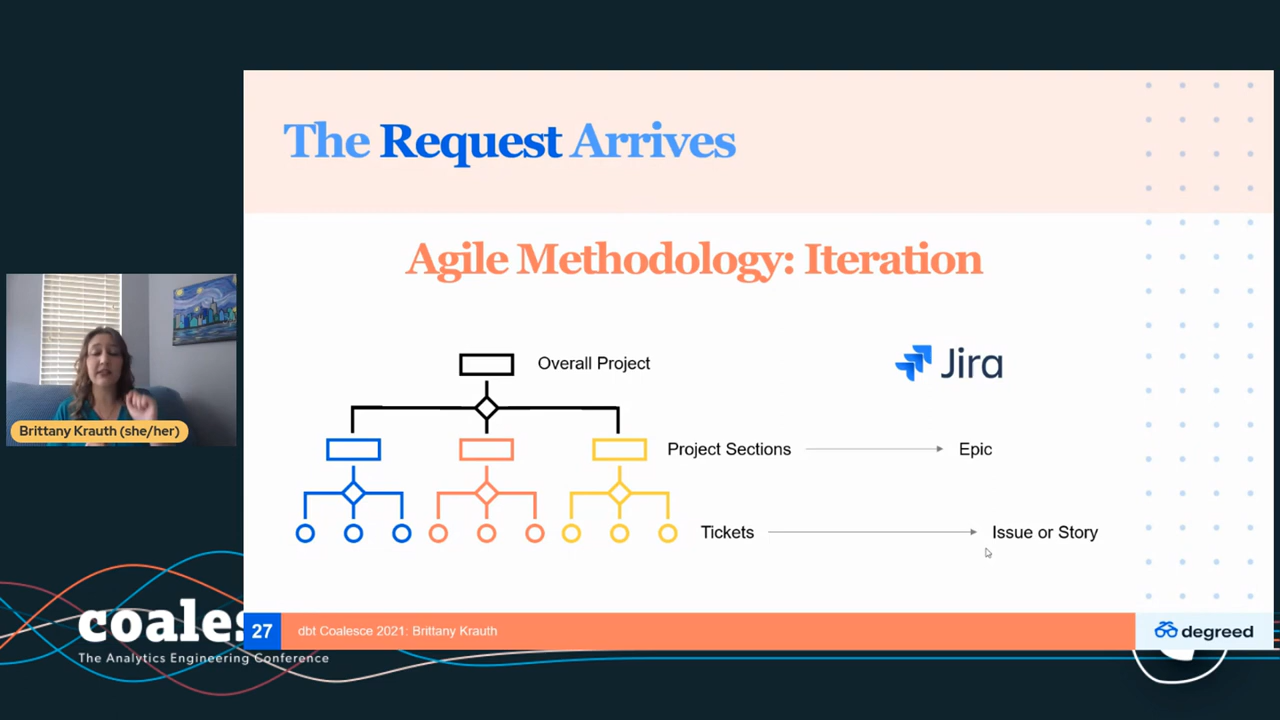 The Request Arrives
Agile Methodology: Iteration
Overall Project
Jira
Project Sections
Epic
Tickets
Issue or Story
Brittany Krauth (she/her)
27
dbt Coalesce 2021: Brittany Krauth
degreed
coales
The Analytics Engineering Conference